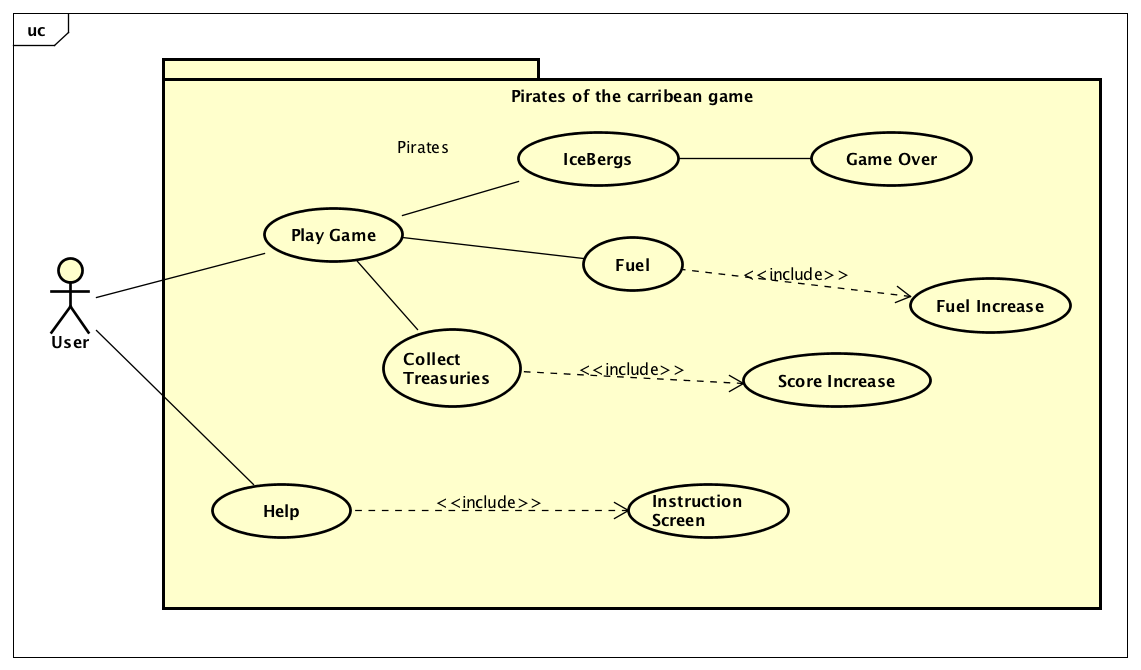 uc
Pirates of the carribean game
Pirates
IceBergs
Game Over
Play Game
Fuel
<<include>>
Fuel Increase
User
Collect
Treasuries
<<include>>
Score Increase
Help
<<include>>
Instruction
Screen